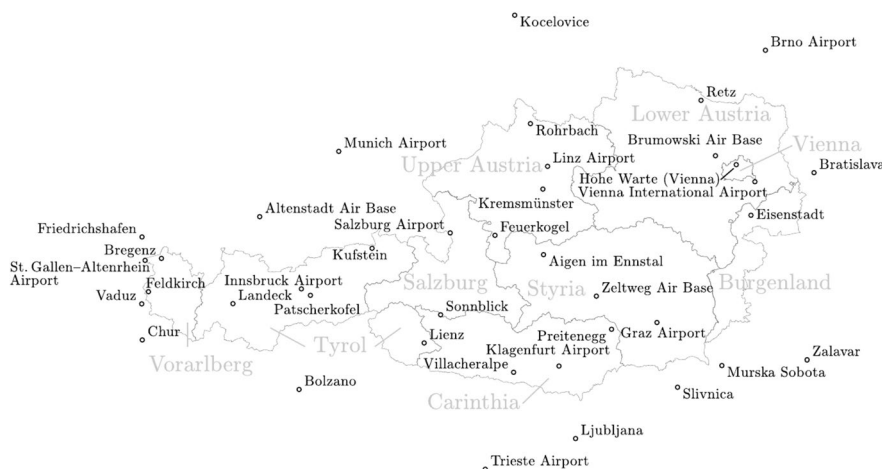 Kocelovice
Brno Airport
Retz
Lower Austria
Rohrbach
Brumowski Air Base
Munich Airport
Vienna
Upper Austria
Linz Airport
Bratislava
Hohe Warte (Vienna)
Vienna International Airport
Kremsmünster
Altenstadt Air Base
Eisenstadt
Friedrichshafen
Salzburg Airport
Feuerkogel
Bregenz
Kufstein
Aigen im Ennstal
St. Gallen–Altenrhein
Airport
Feldkirch
Innsbruck Airport
Salzburg
Styria
Zeltweg Air Base
Burgenland
Vaduz
Landeck
Patscherkofel
Sonnblick
Chur
Tyrol
Lienz
Preitenegg
Graz Airport
Vorarlberg
Klagenfurt Airport
Zalavar
Villacheralpe
Murska Sobota
Bolzano
Carinthia
Slivnica
Ljubljana
Trieste Airport